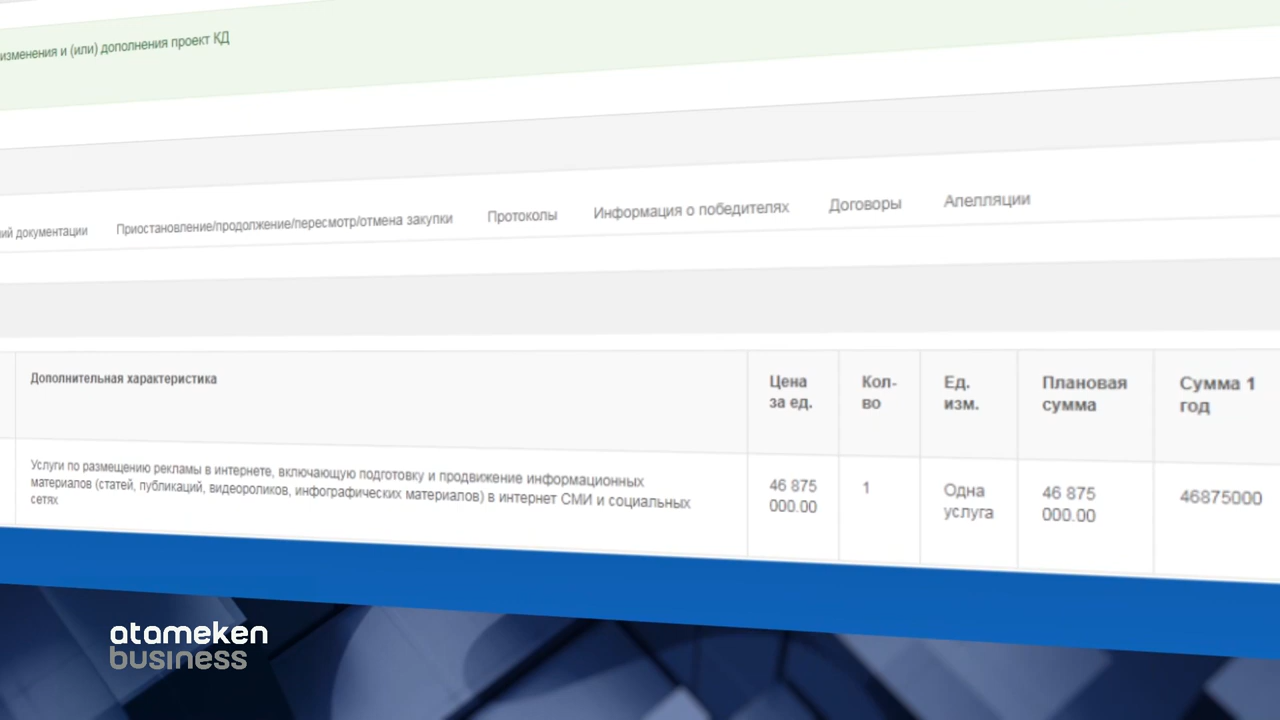 изменения и (или) дополнения проект КД
ий документации Приостановление/продолжение/пересмотр/отмена закупки Протоколы Информация о победителях Договоры Апелляции
Дополнительная характеристика
Цена
за ед.
Кол-
во
Ед.
изм.
Плановая
сумма
Сумма 1
год
Услуги по размещению рекламы в интернете, включающую подготовку и продвижение информационных
материалов (статей, публикаций, видеороликов, инфографических материалов) в интернет СМИ и социальных
сетях
46 875
000.00
1
Одна
услуга
46 875
000.00
46875000
atameken
business